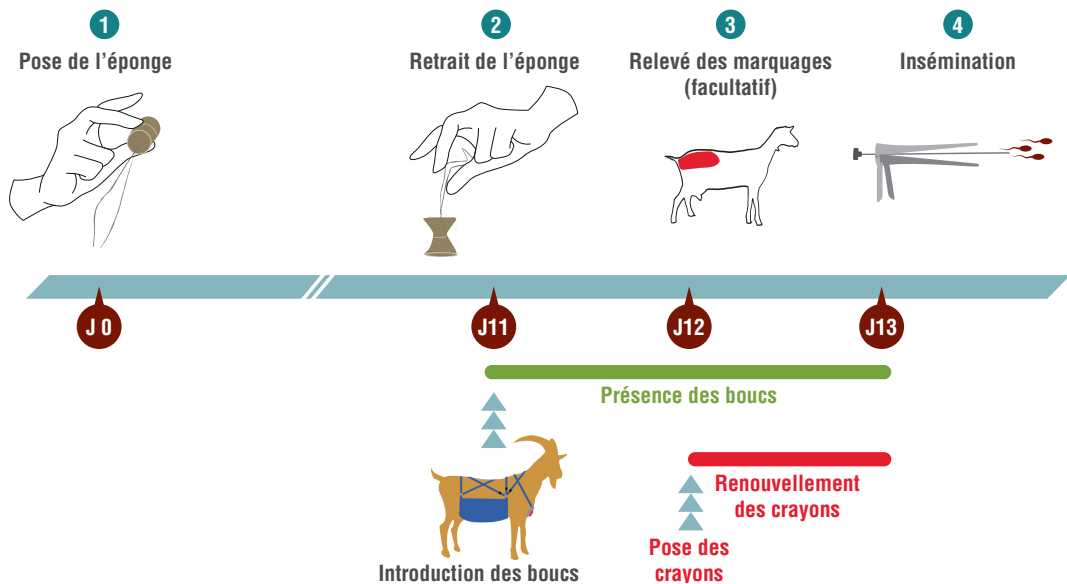 1
Pose de l’éponge
2
Retrait de l’éponge
3
Relevé des marquages
(facultatif)
4
Insémination
J 0
J11
J12
J13
Présence des boucs
Renouvellement
des crayons
Pose des
crayons
Introduction des boucs